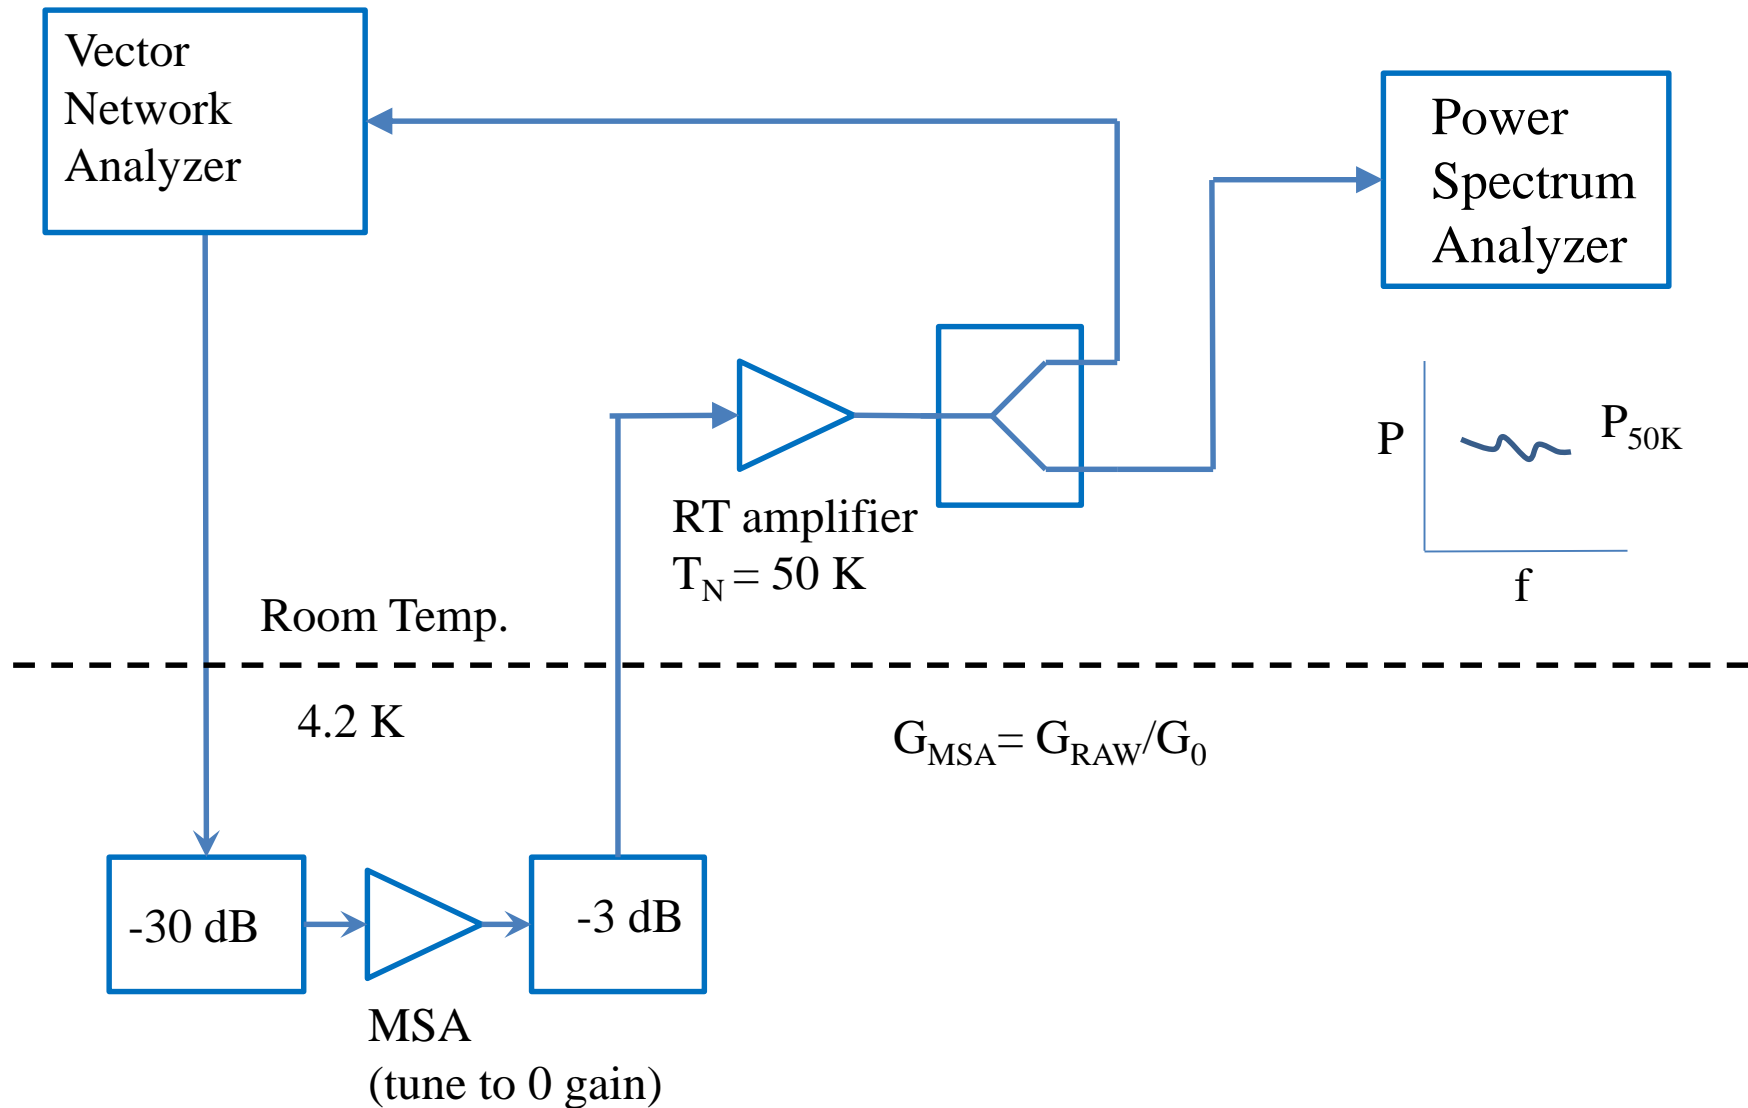 Vector
Network
Analyzer
Power
Spectrum
Analyzer
P
P50K
f
RT amplifier
TN = 50 K
Room Temp.
4.2 K
GMSA= GRAW/G0
-30 dB
-3 dB
MSA
(tune to 0 gain)